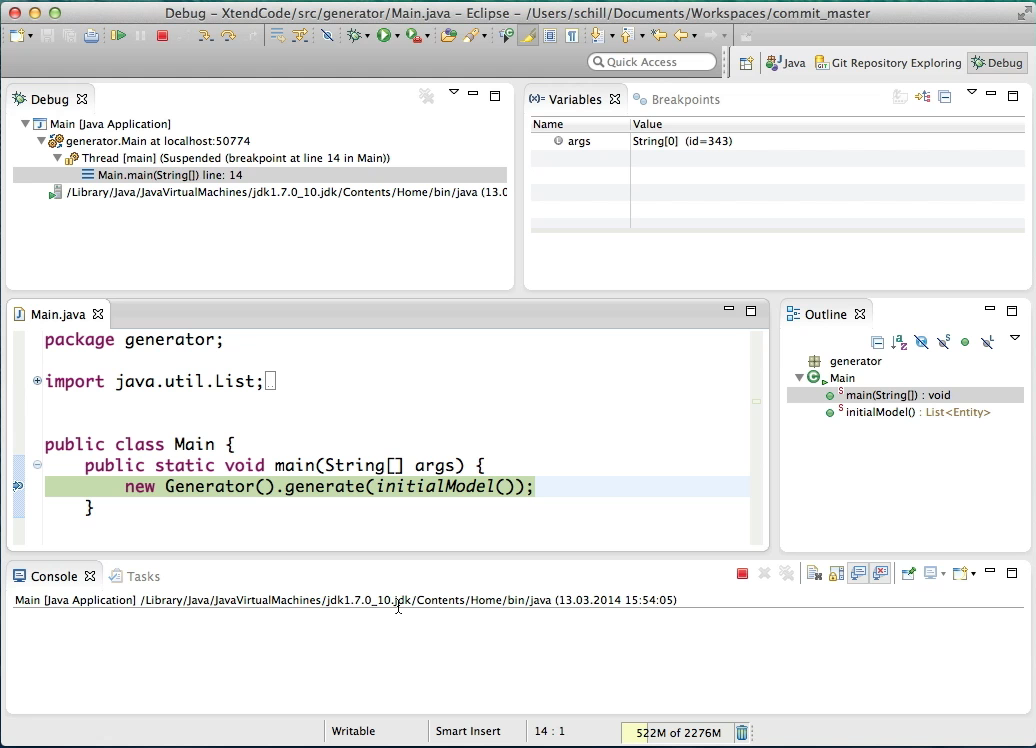 Debug – XtendCode/src/generator/Main.java – Eclipse – /Users/schill/Documents/Workspaces/commit_master
Quick Access
Java
Git Repository Exploring
Debug
Debug
Main [Java Application]
generator.Main at localhost:50774
Thread [main] (Suspended (breakpoint at line 14 in Main))
Main.main(String[]) line: 14
/Library/Java/JavaVirtualMachines/jdk1.7.0_10.jdk/Contents/Home/bin/java (13.0
(x)= Variables
Breakpoints
Name Value
args String[0] (id=343)
Main.java
package generator;
import java.util.List;
public class Main {
public static void main(String[] args) {
new Generator().generate(initialModel());
}
Outline
generator
Main
main(String[]) : void
initialModel() : List<Entity>
Console
Tasks
Main [Java Application] /Library/Java/JavaVirtualMachines/jdk1.7.0_10.jdk/Contents/Home/bin/java (13.03.2014 15:54:05)
Writable
Smart Insert
14 : 1
522M of 2276M